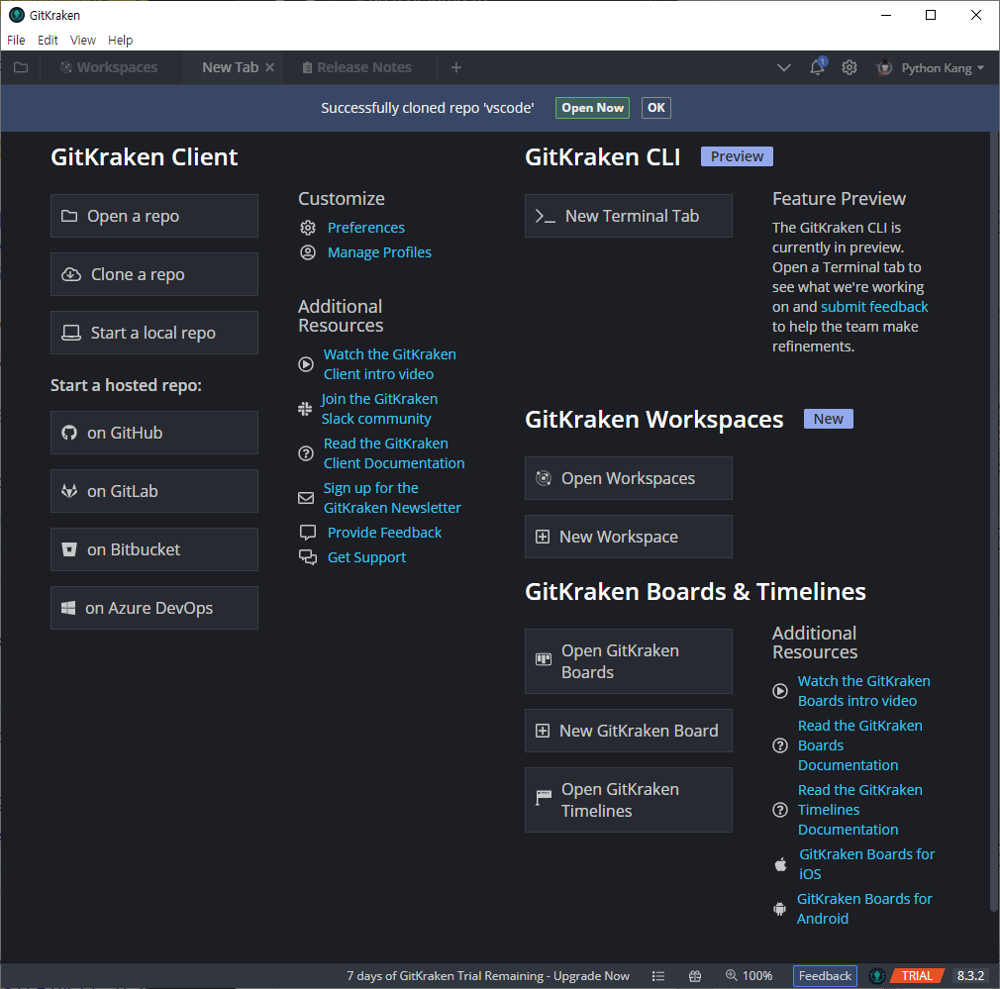 GitKraken
File Edit View Help
Workspaces New Tab Release Notes
1
Python Kang
Successfully cloned repo 'vscode' Open Now OK
GitKraken Client
Open a repo
Clone a repo
Start a local repo
Start a hosted repo:
on GitHub
on GitLab
on Bitbucket
on Azure DevOps
Customize
Preferences
Manage Profiles
Additional
Resources
Watch the GitKraken
Client intro video
Join the GitKraken
Slack community
Read the GitKraken
Client Documentation
Sign up for the
GitKraken Newsletter
Provide Feedback
Get Support
GitKraken CLI Preview
New Terminal Tab
Feature Preview
The GitKraken CLI is
currently in preview.
Open a Terminal tab to
see what we're working
on and submit feedback
to help the team make
refinements.
GitKraken Workspaces New
Open Workspaces
New Workspace
GitKraken Boards & Timelines
Open GitKraken
Boards
New GitKraken Board
Open GitKraken
Timelines
Additional
Resources
Watch the GitKraken
Boards intro video
Read the GitKraken
Boards
Documentation
Read the GitKraken
Timelines
Documentation
GitKraken Boards for
iOS
GitKraken Boards for
Android
7 days of GitKraken Trial Remaining - Upgrade Now 100% Feedback TRIAL 8.3.2